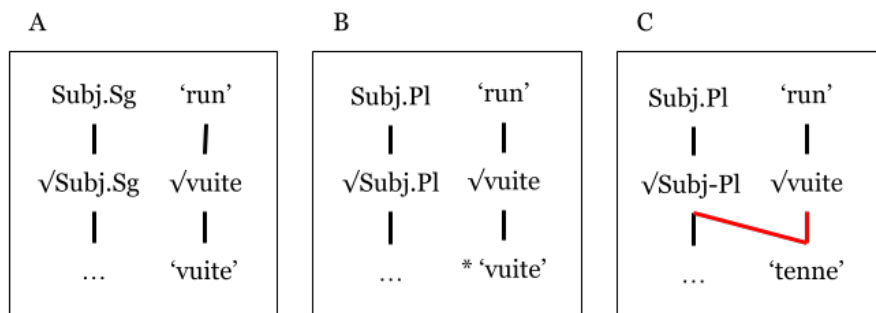 A B C
Subj.Sg ‘run’ Subj.Pl ‘run’ Subj.Pl ‘run’
√Subj.Sg √vuite √Subj.Pl √vuite √Subj-Pl √vuite
... ‘vuite’ ... * ‘vuite’ ... ‘tenne’